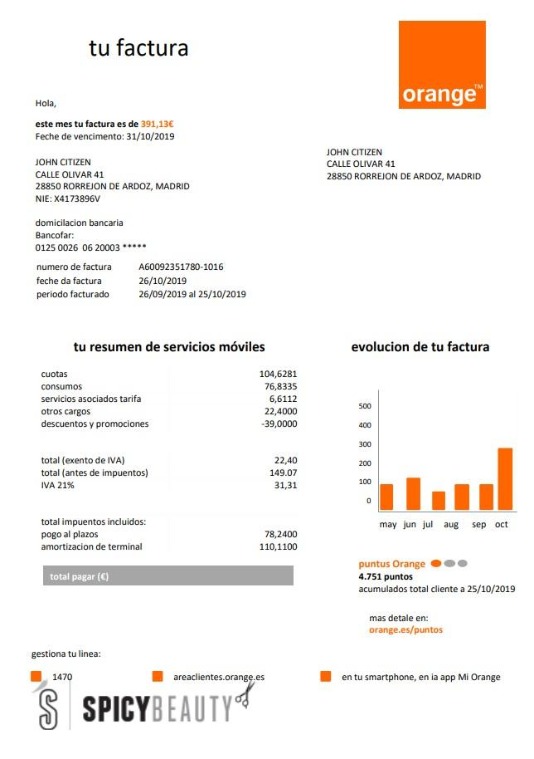 tu factura
orange™
Hola,
este mes tu factura es de 391,13€
Feche de vencimento: 31/10/2019
JOHN CITIZEN
CALLE OLIVAR 41
28850 RORREJON DE ARDOZ, MADRID
NIE: X4173896V
JOHN CITIZEN
CALLE OLIVAR 41
28850 RORREJON DE ARDOZ, MADRID
domicilacion bancaria
Bancofar:
0125 0026 06 20003 *****
numero de factura A60092351780-1016
feche da factura 26/10/2019
periodo facturado 26/09/2019 al 25/10/2019
tu resumen de servicios móviles
cuotas 104,6281
consumos 76,8335
servicios asociados tarifa 6,6112
otros cargos 22,4000
descuentos y promociones -39,0000
total (exento de IVA) 22,40
total (antes de impuentos) 149.07
IVA 21% 31,31
total impuentos incluidos:
pogo al plazos 78,2400
amortizacion de terminal 110,1100
total pagar (€)
evolucion de tu factura
500
400
300
200
100
0
may jun jul aug sep oct
puntus Orange
4.751 puntos
acumulados total cliente a 25/10/2019
mas detale en:
orange.es/puntos
gestiona tu linea:
1470 areaclientes.orange.es en tu smartphone, en ia app Mi Orange
S SPICYBEAUTY